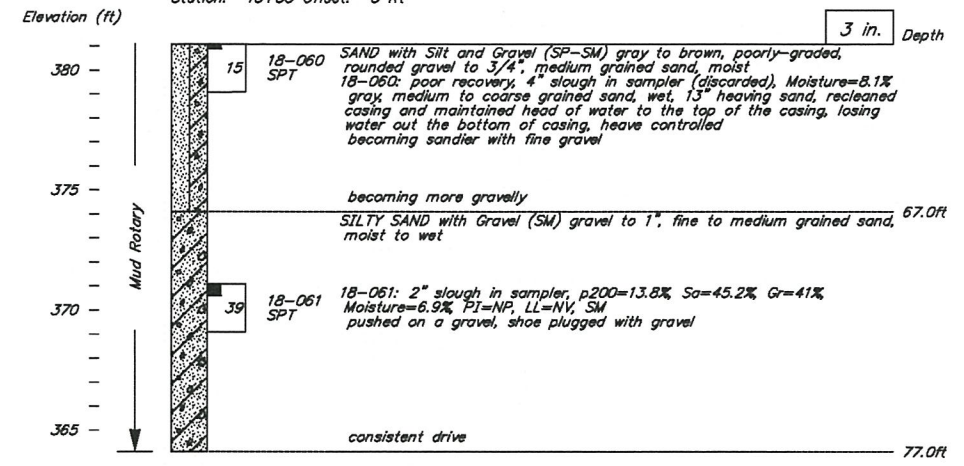 Elevation (ft)
3 in.
Depth
380
15
18-060
SPT
SAND with Silt and Gravel (SP-SM) gray to brown, poorly-graded,
rounded gravel to 3/4", medium grained sand, moist
18-060: poor recovery, 4" slough in sampler (discarded), Moisture=8.1%
gray, medium to coarse grained sand, wet, 13" heaving sand, recleaned
casing and maintained head of water to the top of the casing, losing
water out the bottom of casing, heave controlled
becoming sandier with fine gravel
375
becoming more gravelly
67.0ft
SILTY SAND with Gravel (SM) gravel to 1", fine to medium grained sand,
moist to wet
Mud Rotary
370
39
18-061
SPT
18-061: 2" slough in sampler, p200=13.8%, Sa=45.2%, Gr=41%,
Moisture=6.9%, PI=NP, LL=NV, SM
pushed on a gravel, shoe plugged with gravel
365
consistent drive
77.0ft